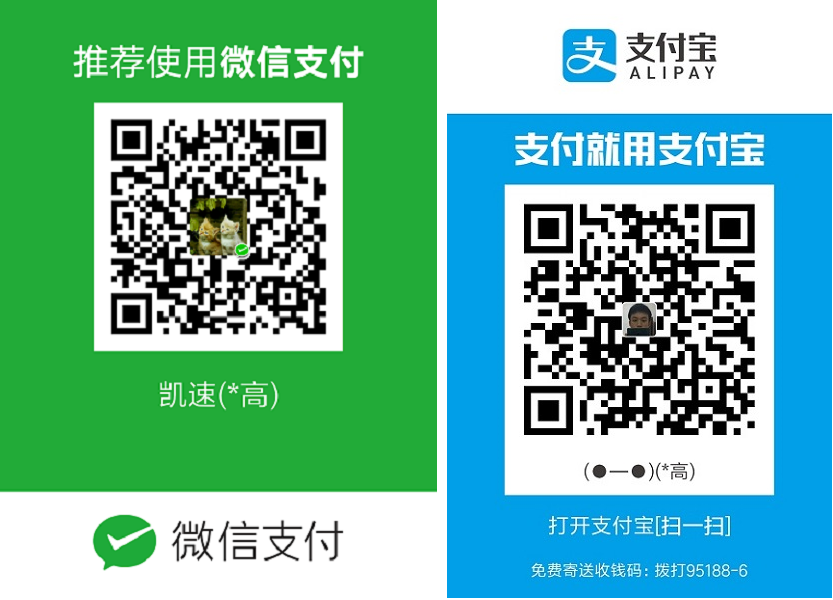 推荐使用微信支付
凯速(*高)
微信支付
支付宝
ALIPAY
支付就用支付宝
(●—●)(*高)
打开支付宝[扫一扫]
免费寄送收钱码：拨打95188-6